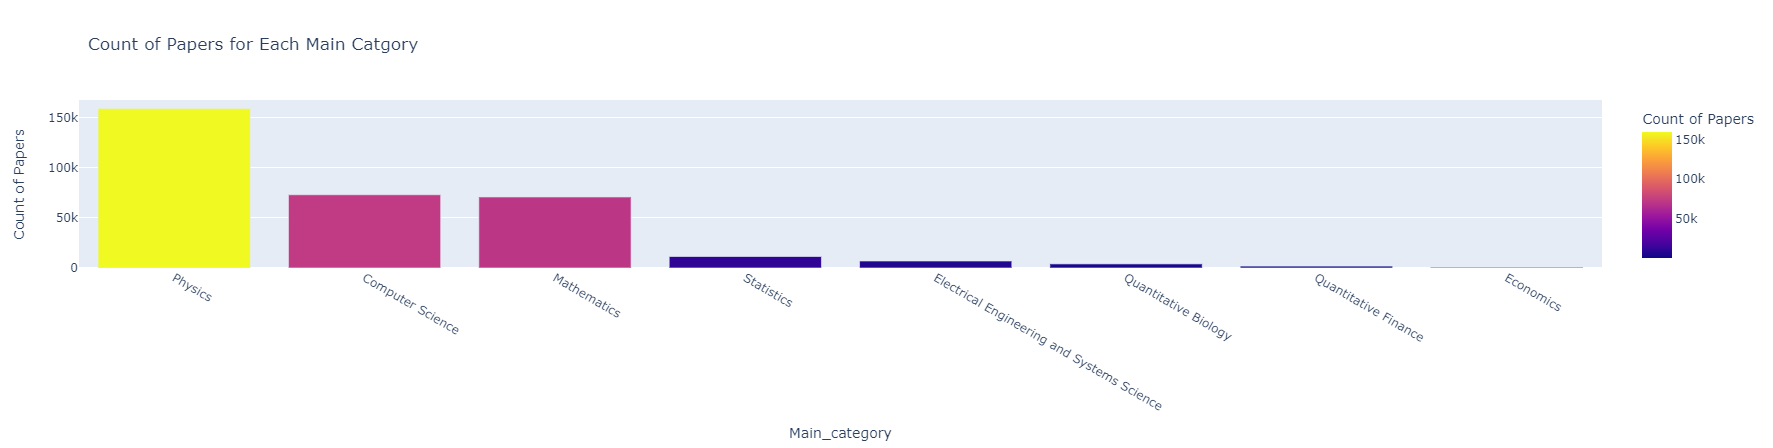 Count of Papers for Each Main Catgory
Count of Papers
150k
100k
50k
0
Physics
Computer Science
Mathematics
Statistics
Electrical Engineering and Systems Science
Quantitative Biology
Quantitative Finance
Economics
Main_category
Count of Papers
150k
100k
50k